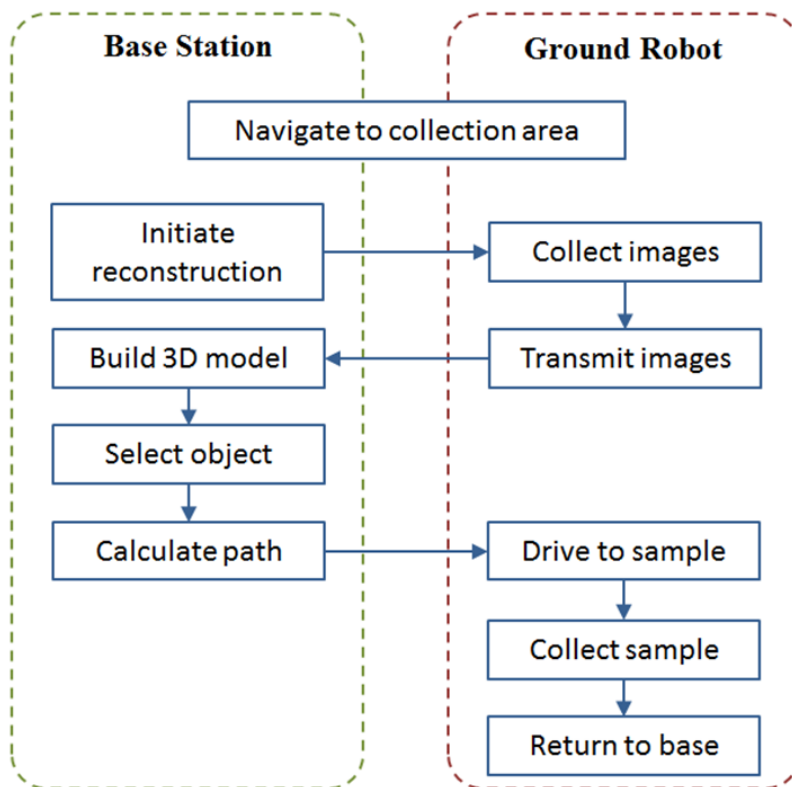 Base Station
Ground Robot
Navigate to collection area
Initiate
reconstruction
Collect images
Build 3D model
Transmit images
Select object
Calculate path
Drive to sample
Collect sample
Return to base